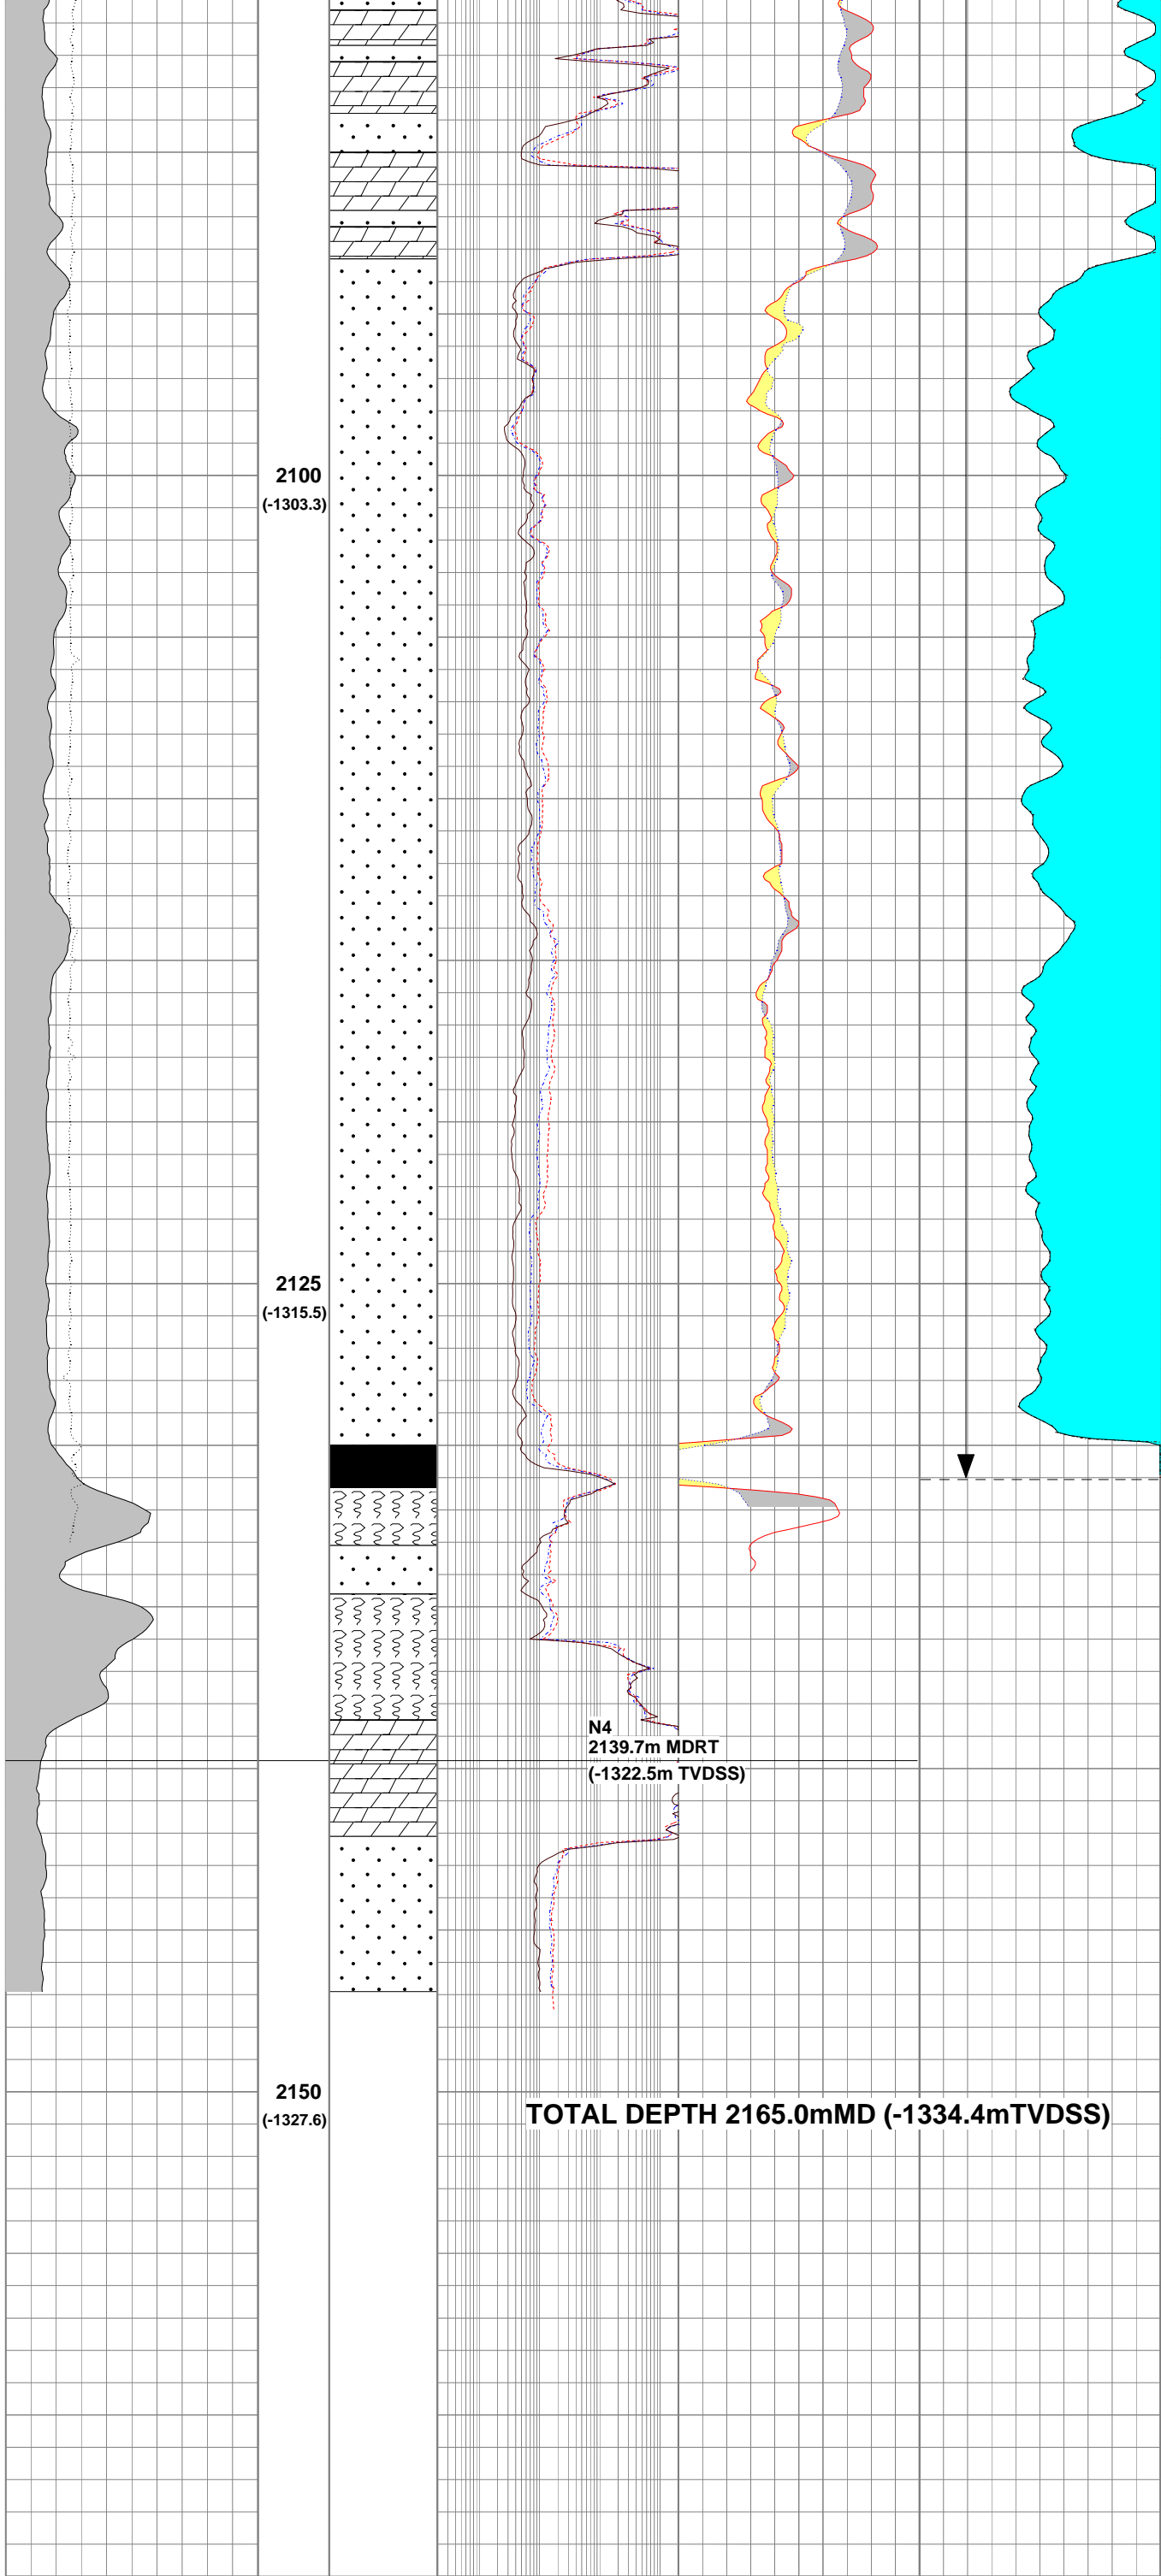 2100
(-1303.3)
2125
(-1315.5)
N4
2139.7m MDRT
(-1322.5m TVDSS)
2150
(-1327.6)
TOTAL DEPTH 2165.0mMD (-1334.4mTVDSS)